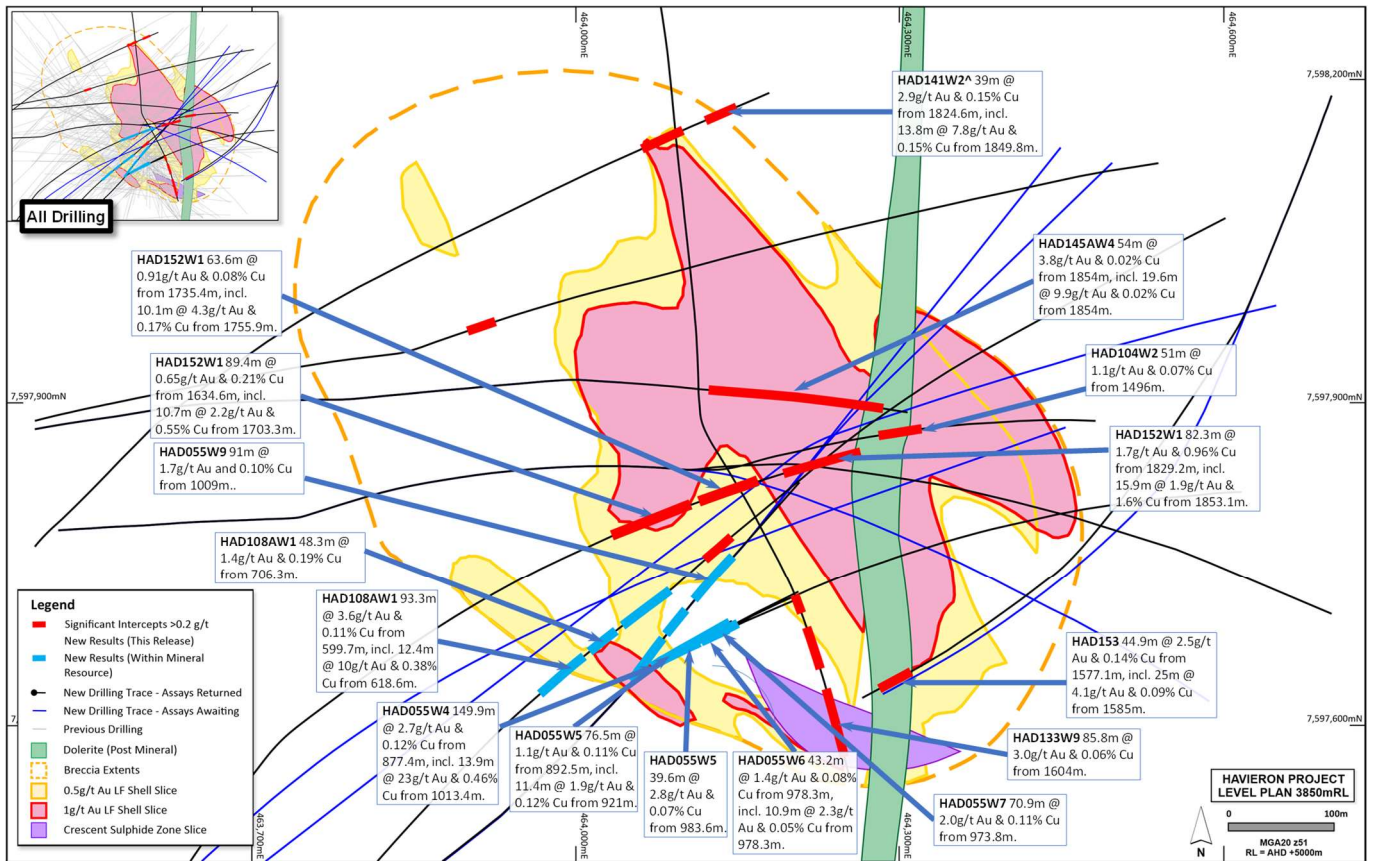 464,000mE
464,300mE
464,600mE
7,598,200mN
All Drilling
HAD141W2^ 39m @
2.9g/t Au & 0.15% Cu
from 1824.6m, incl.
13.8m @ 7.8g/t Au &
0.15% Cu from 1849.8m.
HAD152W1 63.6m @
0.91g/t Au & 0.08% Cu
from 1735.4m, incl.
10.1m @ 4.3g/t Au &
0.17% Cu from 1755.9m.
HAD145AW4 54m @
3.8g/t Au & 0.02% Cu
from 1854m, incl. 19.6m
@ 9.9g/t Au & 0.02% Cu
from 1854m.
HAD152W1 89.4m @
0.65g/t Au & 0.21% Cu
from 1634.6m, incl.
10.7m @ 2.2g/t Au &
0.55% Cu from 1703.3m.
HAD104W2 51m @
1.1g/t Au & 0.07% Cu
from 1496m.
7,597,900mN
7,597,900mN
HAD055W9 91m @
1.7g/t Au and 0.10% Cu
from 1009m..
HAD152W1 82.3m @
1.7g/t Au & 0.96% Cu
from 1829.2m, incl.
15.9m @ 1.9g/t Au &
1.6% Cu from 1853.1m.
HAD108AW1 48.3m @
1.4g/t Au & 0.19% Cu
from 706.3m.
HAD108AW1 93.3m
@ 3.6g/t Au &
0.11% Cu from
599.7m, incl. 12.4m
@ 10g/t Au & 0.38%
Cu from 618.6m.
HAD153 44.9m @ 2.5g/t
Au & 0.14% Cu from
1577.1m, incl. 25m @
4.1g/t Au & 0.09% Cu
from 1585m.
HAD055W4 149.9m
@ 2.7g/t Au &
0.12% Cu from
877.4m, incl. 13.9m
@ 23g/t Au & 0.46%
Cu from 1013.4m.
HAD055W5 76.5m @
1.1g/t Au & 0.11% Cu
from 892.5m, incl.
11.4m @ 1.9g/t Au &
0.12% Cu from 921m.
HAD055W5
39.6m @
2.8g/t Au &
0.07% Cu
from 983.6m.
HAD055W6 43.2m
@ 1.4g/t Au & 0.08%
Cu from 978.3m,
incl. 10.9m @ 2.3g/t
Au & 0.05% Cu from
978.3m.
HAD133W9 85.8m @
3.0g/t Au & 0.06% Cu
from 1604m.
HAD055W7 70.9m @
2.0g/t Au & 0.11% Cu
from 973.8m.
7,597,600mN
Legend
Significant Intercepts >0.2 g/t
New Results (This Release)
New Results (Within Mineral
Resource)
New Drilling Trace - Assays Returned
New Drilling Trace - Assays Awaiting
Previous Drilling
Dolerite (Post Mineral)
Breccia Extents
0.5g/t Au LF Shell Slice
1g/t Au LF Shell Slice
Crescent Sulphide Zone Slice
463,700mE
464,000mE
464,300mE
N
HAVIERON PROJECT
LEVEL PLAN 3850mRL
0 100m
MGA20 z51
RL = AHD +5000m